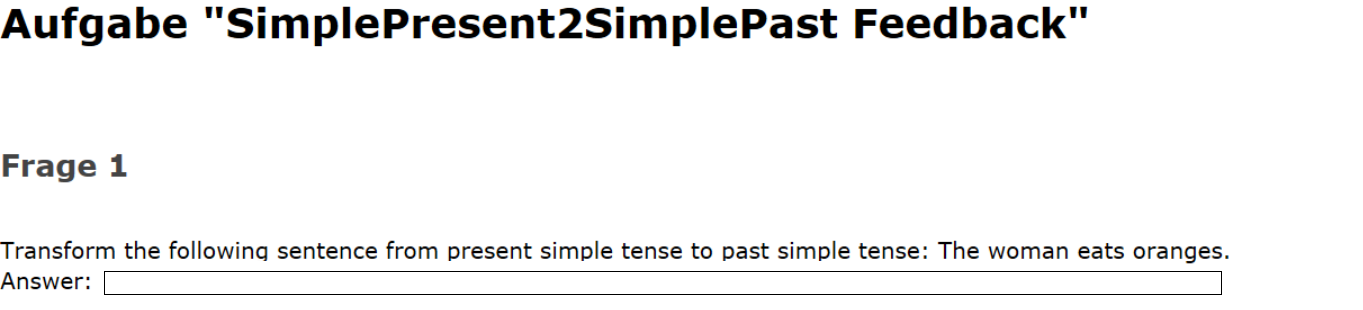 Aufgabe "SimplePresent2SimplePast Feedback"
Frage 1
Transform the following sentence from present simple tense to past simple tense: The woman eats oranges.
Answer: